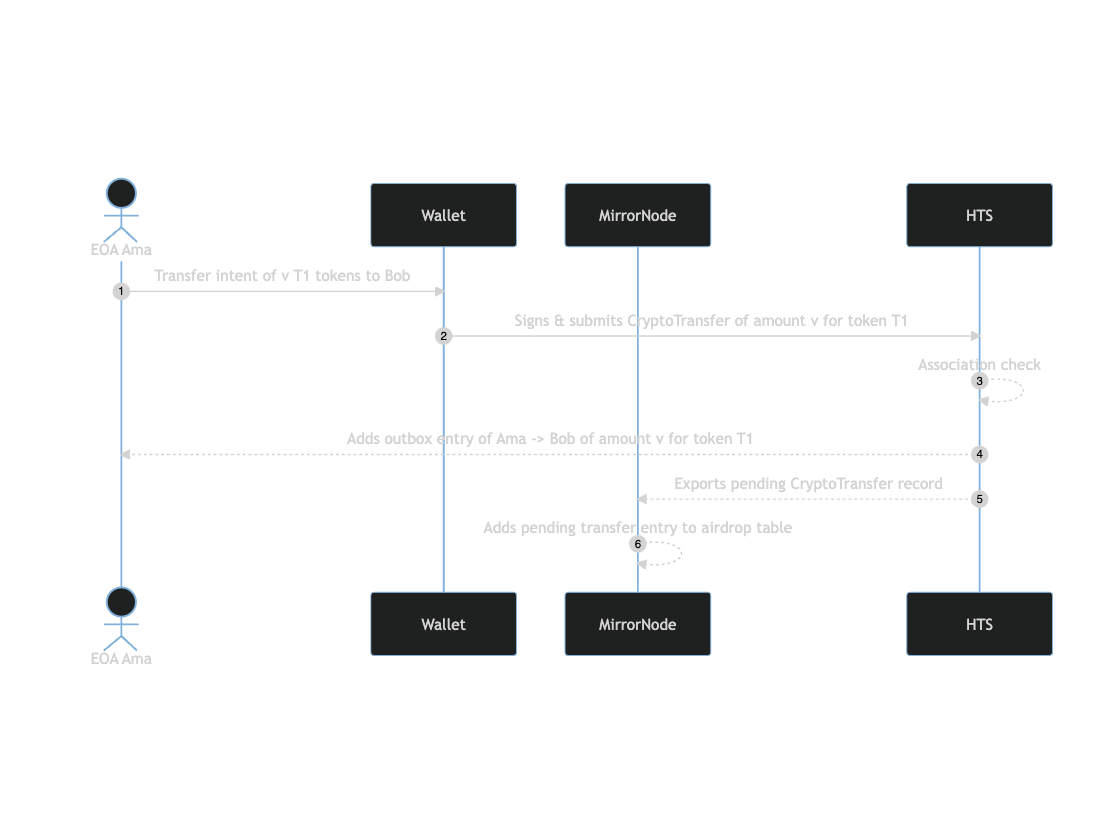 EOA Ama
Wallet
MirrorNode
HTS
Transfer intent of v T1 tokens to Bob
1
Signs & submits CryptoTransfer of amount v for token T1
2
Association check
3
Adds outbox entry of Ama -> Bob of amount v for token T1
4
Exports pending CryptoTransfer record
5
Adds pending transfer entry to airdrop table
6
EOA Ama
Wallet
MirrorNode
HTS